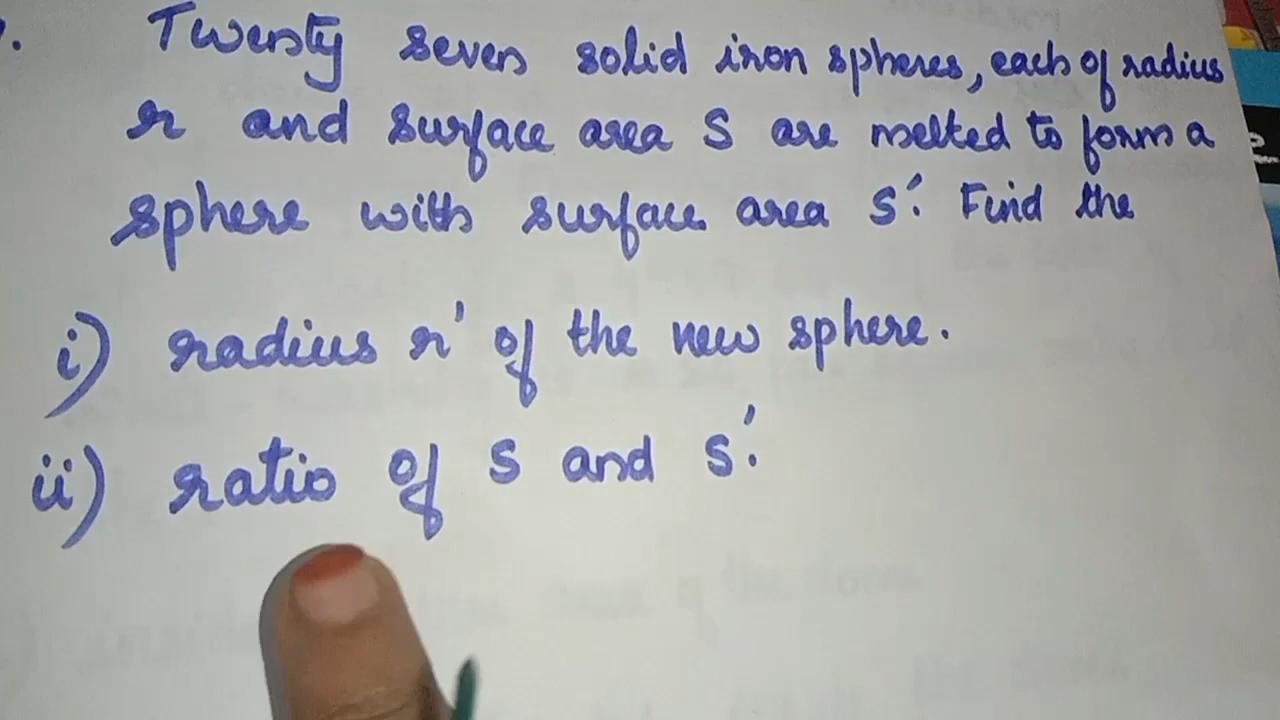 Twenty seven solid iron spheres, each of radius
r and surface area S are melted to form a
sphere with surface area S'. Find the
i) radius r' of the new sphere.
ii) ratio of S and S'.